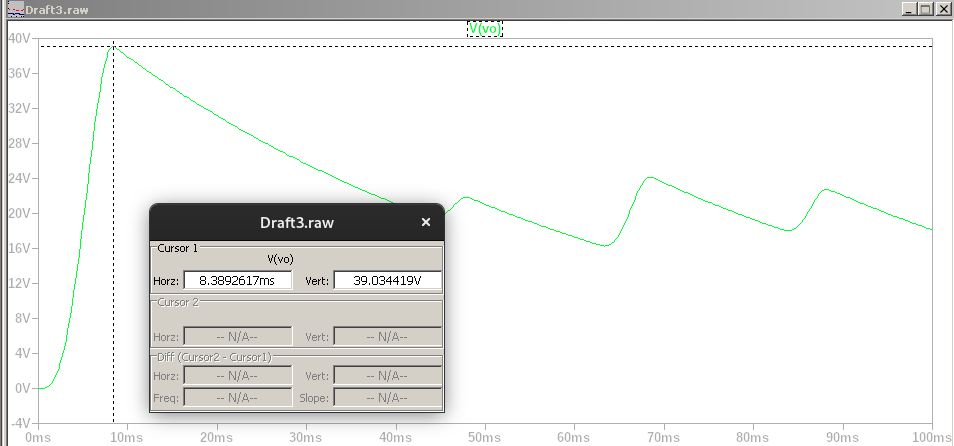 Draft3.raw
V(vo)
40V
36V
32V
28V
24V
20V
16V
12V
8V
4V
0V
-4V
0ms 10ms 20ms 30ms 40ms 50ms 60ms 70ms 80ms 90ms 100ms
Draft3.raw ×
Cursor 1
V(vo)
Horz: 8.3892617ms Vert: 39.034419V
Cursor 2
Horz: -- N/A-- Vert: -- N/A--
Diff (Cursor2 - Cursor1)
Horz: -- N/A-- Vert: -- N/A--
Freq: -- N/A-- Slope: -- N/A--